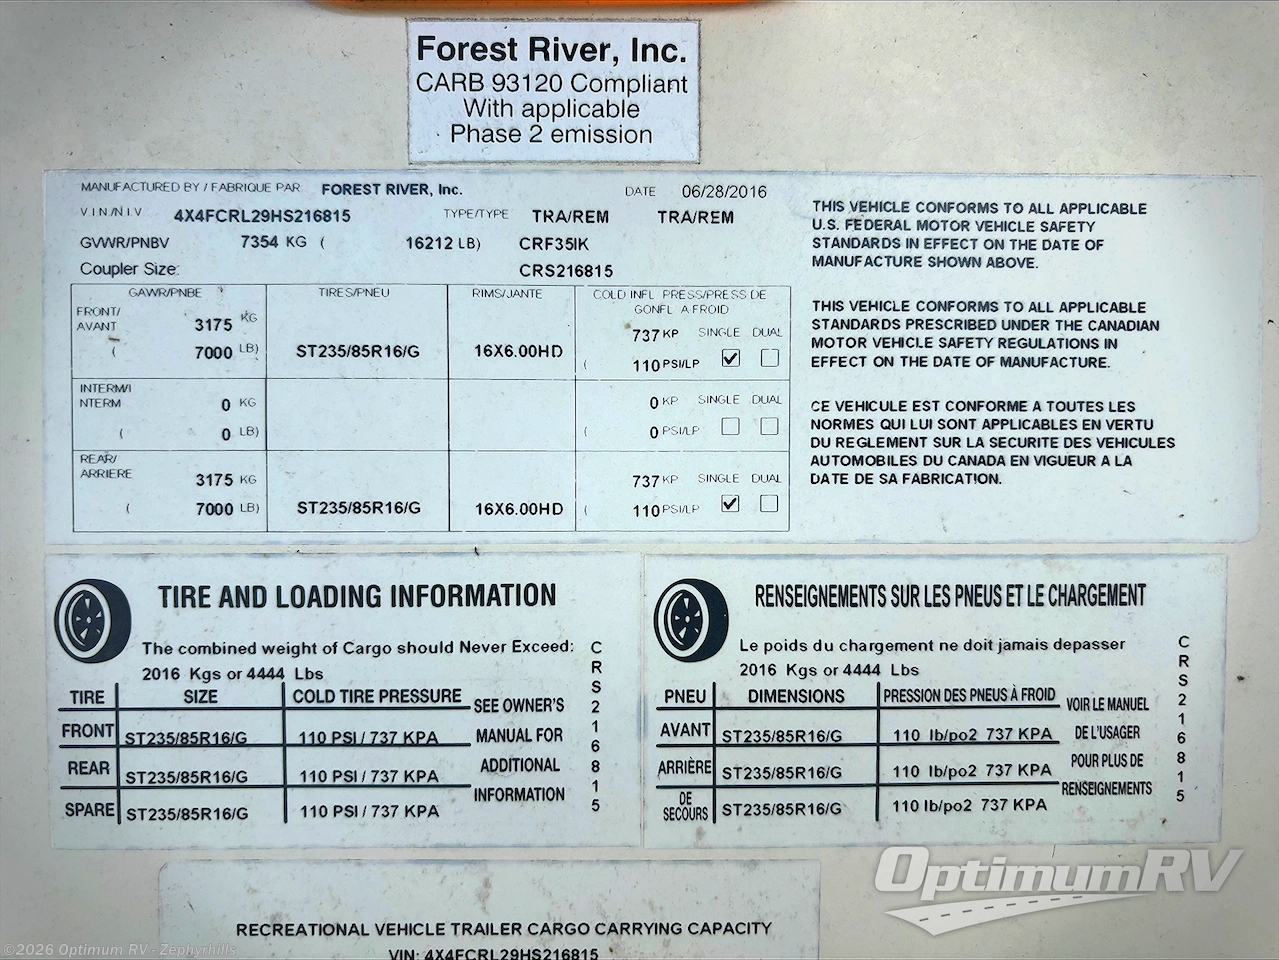 Forest River, Inc.
CARB 93120 Compliant
With applicable
Phase 2 emission
MANUFACTURED BY / FABRIQUE PAR FOREST RIVER, Inc. DATE 06/28/2016
VIN/NIV 4X4FCRL29HS216815 TYPE/TYPE TRA/REM TRA/REM
GVWR/PNBV 7354 KG ( 16212 LB) CRF35IK
Coupler Size: CRS216815
GAWR/PNBE TIRES/PNEU RIMS/JANTE COLD INFL PRESS/PRESS DE
GONFL A FROID
FRONT/
AVANT 3175 KG 737 KP SINGLE DUAL
( 7000 LB) ST235/85R16/G 16X6.00HD ( 110 PSI/LP
INTERM/I
NTERM 0 KG 0 KP SINGLE DUAL
( 0 LB) ( 0 PSI/LP
REAR/
ARRIERE 3175 KG 737 KP SINGLE DUAL
( 7000 LB) ST235/85R16/G 16X6.00HD ( 110 PSI/LP
THIS VEHICLE CONFORMS TO ALL APPLICABLE
U.S. FEDERAL MOTOR VEHICLE SAFETY
STANDARDS IN EFFECT ON THE DATE OF
MANUFACTURE SHOWN ABOVE.
THIS VEHICLE CONFORMS TO ALL APPLICABLE
STANDARDS PRESCRIBED UNDER THE CANADIAN
MOTOR VEHICLE SAFETY REGULATIONS IN
EFFECT ON THE DATE OF MANUFACTURE.
CE VEHICULE EST CONFORME A TOUTES LES
NORMES QUI LUI SONT APPLICABLES EN VERTU
DU REGLEMENT SUR LA SECURITE DES VEHICULES
AUTOMOBILES DU CANADA EN VIGUEUR A LA
DATE DE SA FABRICATION.
TIRE AND LOADING INFORMATION
The combined weight of Cargo should Never Exceed:
2016 Kgs or 4444 Lbs
TIRE SIZE COLD TIRE PRESSURE
FRONT ST235/85R16/G 110 PSI / 737 KPA
REAR ST235/85R16/G 110 PSI / 737 KPA
SPARE ST235/85R16/G 110 PSI / 737 KPA
SEE OWNER'S
MANUAL FOR
ADDITIONAL
INFORMATION
CRS216815
RENSEIGNEMENTS SUR LES PNEUS ET LE CHARGEMENT
Le poids du chargement ne doit jamais depasser
2016 Kgs or 4444 Lbs
PNEU DIMENSIONS PRESSION DES PNEUS À FROID
AVANT ST235/85R16/G 110 lb/po2 737 KPA
ARRIÈRE ST235/85R16/G 110 lb/po2 737 KPA
DE
SECOURS ST235/85R16/G 110 lb/po2 737 KPA
VOIR LE MANUEL
DE L'USAGER
POUR PLUS DE
RENSEIGNEMENTS
CRS216815
OptimumRV
RECREATIONAL VEHICLE TRAILER CARGO CARRYING CAPACITY
VIN: 4X4FCRL29HS216815
©2026 Optimum RV - Zephyrhills